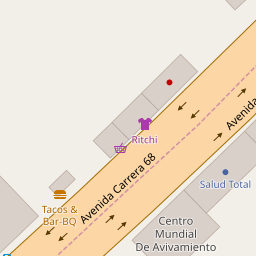 Ritchi
Avenida
Avenida Carrera 68
Salud Total
Tacos &
Bar-BQ
Centro
Mundial
De Avivamiento